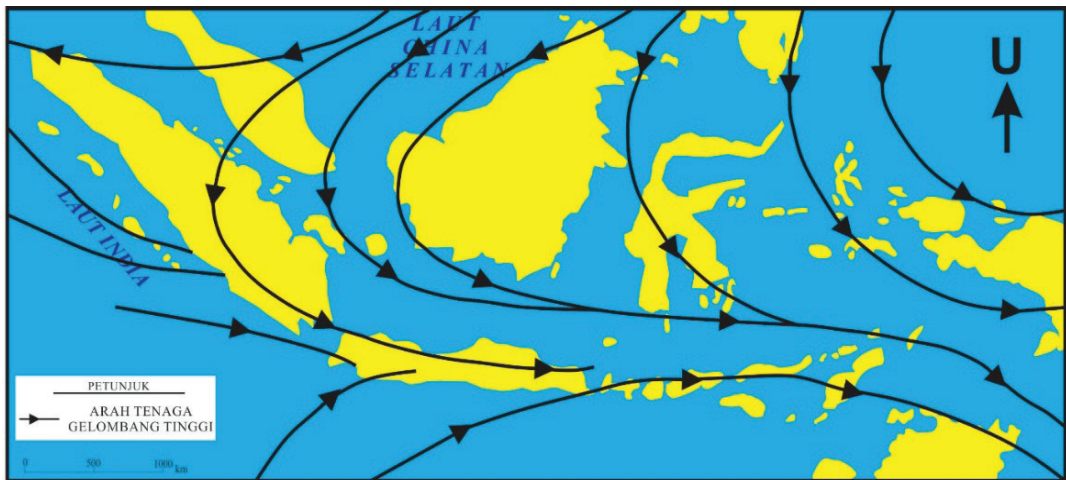 LAUT
CHINA
SELATAN
U
LAUT INDIA
PETUNJUK
ARAH TENAGA
GELOMBANG TINGGI
0 500 1000 km